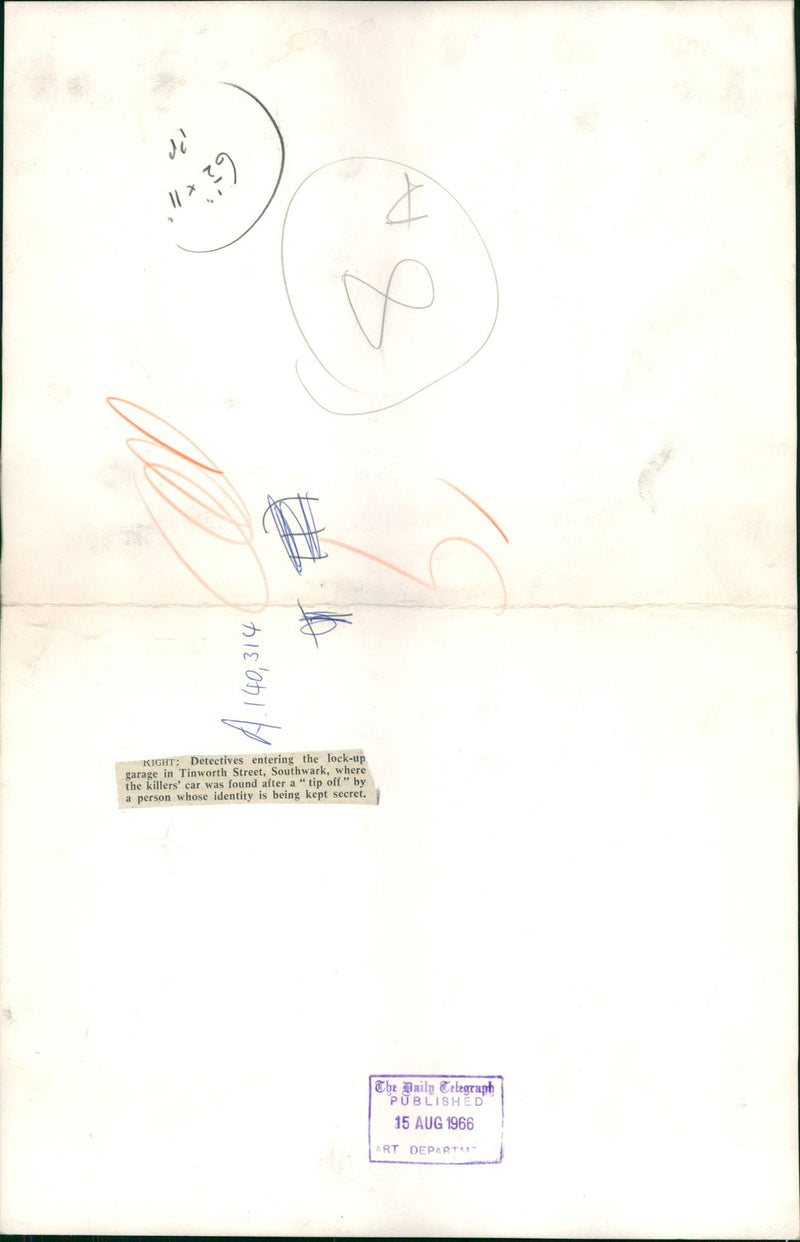 6½" x 11"
A
8
A.140,314
RIGHT: Detectives entering the lock-up
garage in Tinworth Street, Southwark, where
the killers' car was found after a "tip off" by
a person whose identity is being kept secret.
The Daily Telegraph
PUBLISHED
15 AUG 1966
ART DEPARTME